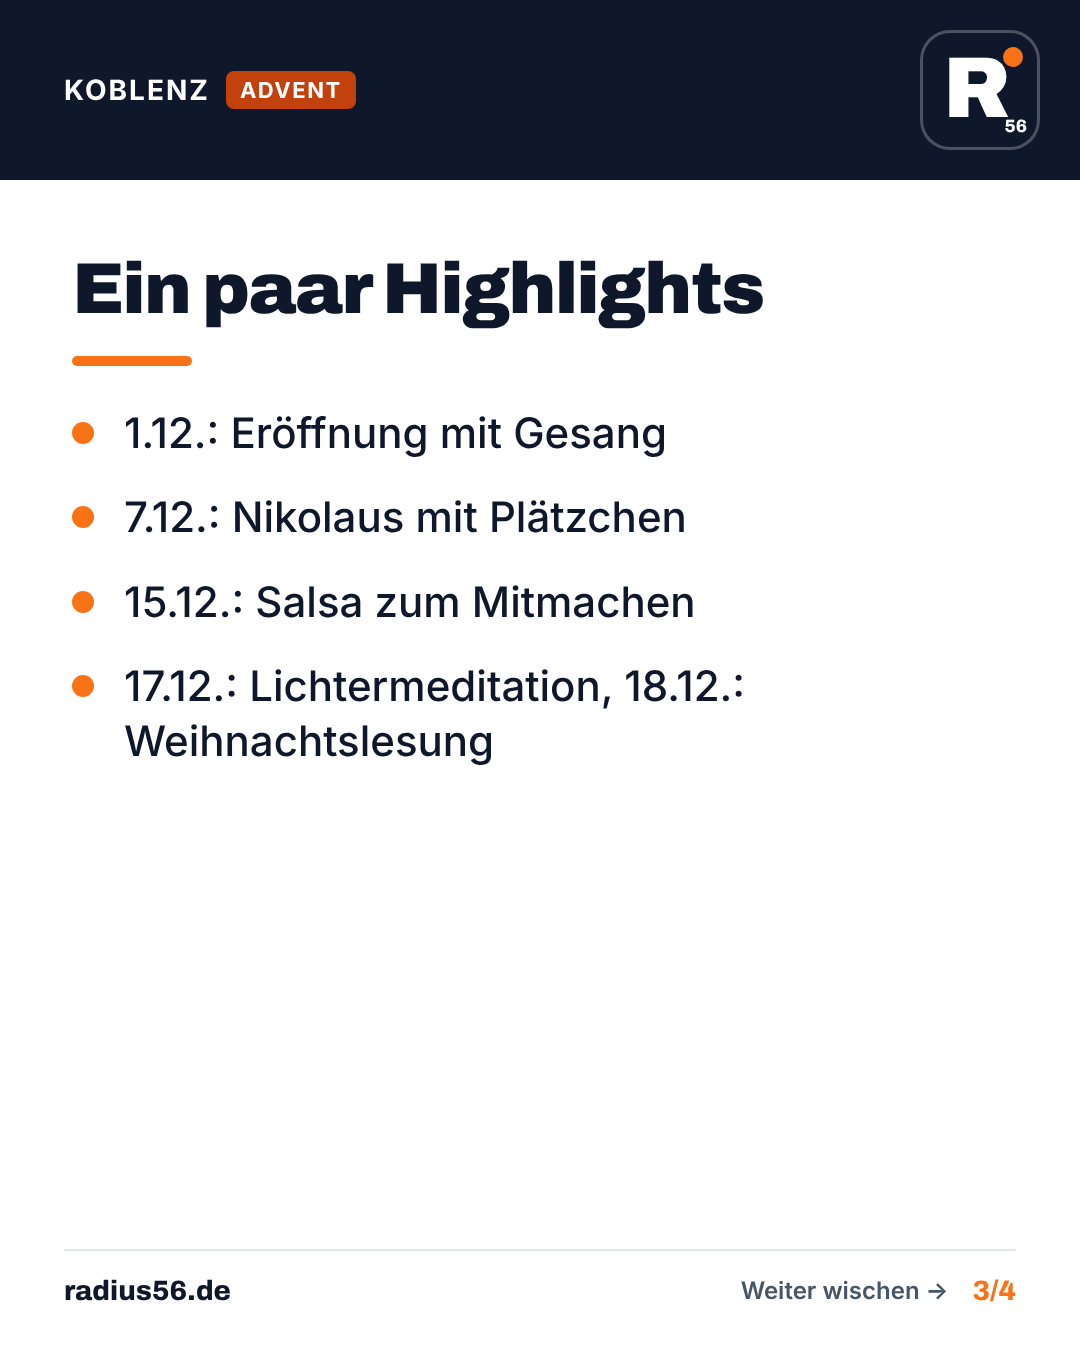 KOBLENZ ADVENT
R
56
Ein paar Highlights
1.12.: Eröffnung mit Gesang
7.12.: Nikolaus mit Plätzchen
15.12.: Salsa zum Mitmachen
17.12.: Lichtermeditation, 18.12.:
Weihnachtslesung
radius56.de
Weiter wischen → 3/4